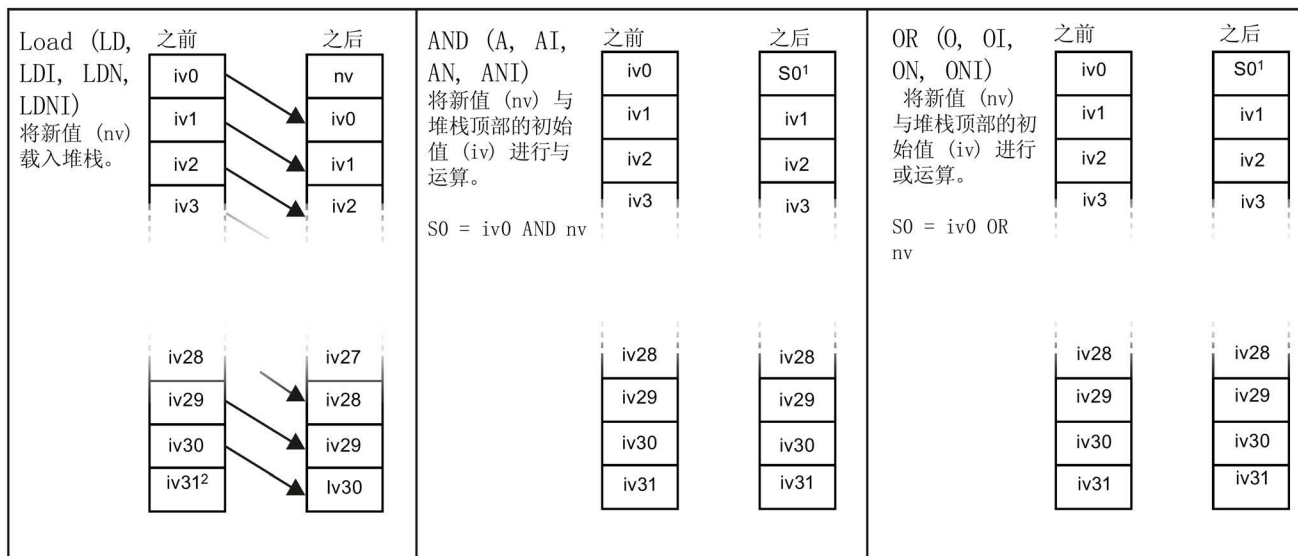 Load (LD,
LDI, LDN,
LDNI)
将新值 (nv)
载入堆栈。
之前
之后
iv0
nv
iv1
iv0
iv2
iv1
iv3
iv2
iv28
iv27
iv29
iv28
iv30
iv29
iv31²
Iv30
AND (A, AI,
AN, ANI)
将新值 (nv) 与
堆栈顶部的初始
值 (iv) 进行与
运算。
S0 = iv0 AND nv
之前
之后
iv0
S0¹
iv1
iv1
iv2
iv2
iv3
iv3
iv28
iv28
iv29
iv29
iv30
iv30
iv31
iv31
OR (O, OI,
ON, ONI)
将新值 (nv)
与堆栈顶部的初
始值 (iv) 进行
或运算。
S0 = iv0 OR
nv
之前
之后
iv0
S0¹
iv1
iv1
iv2
iv2
iv3
iv3
iv28
iv28
iv29
iv29
iv30
iv30
iv31
iv31